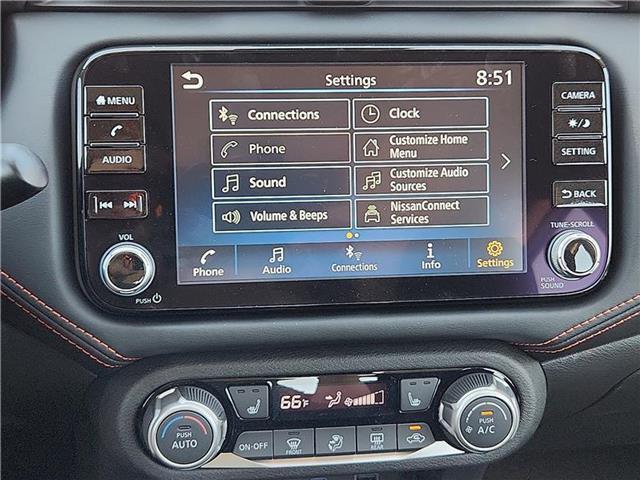 MENU
AUDIO
VOL
PUSH
Settings
8:51
Connections
Clock
Phone
Customize Home
Menu
Sound
Customize Audio
Sources
Volume & Beeps
NissanConnect
Services
Phone
Audio
Connections
Info
Settings
CAMERA
SETTING
BACK
TUNE-SCROLL
PUSH
SOUND
66°F
PUSH
AUTO
ON-OFF
FRONT
REAR
PUSH
A/C